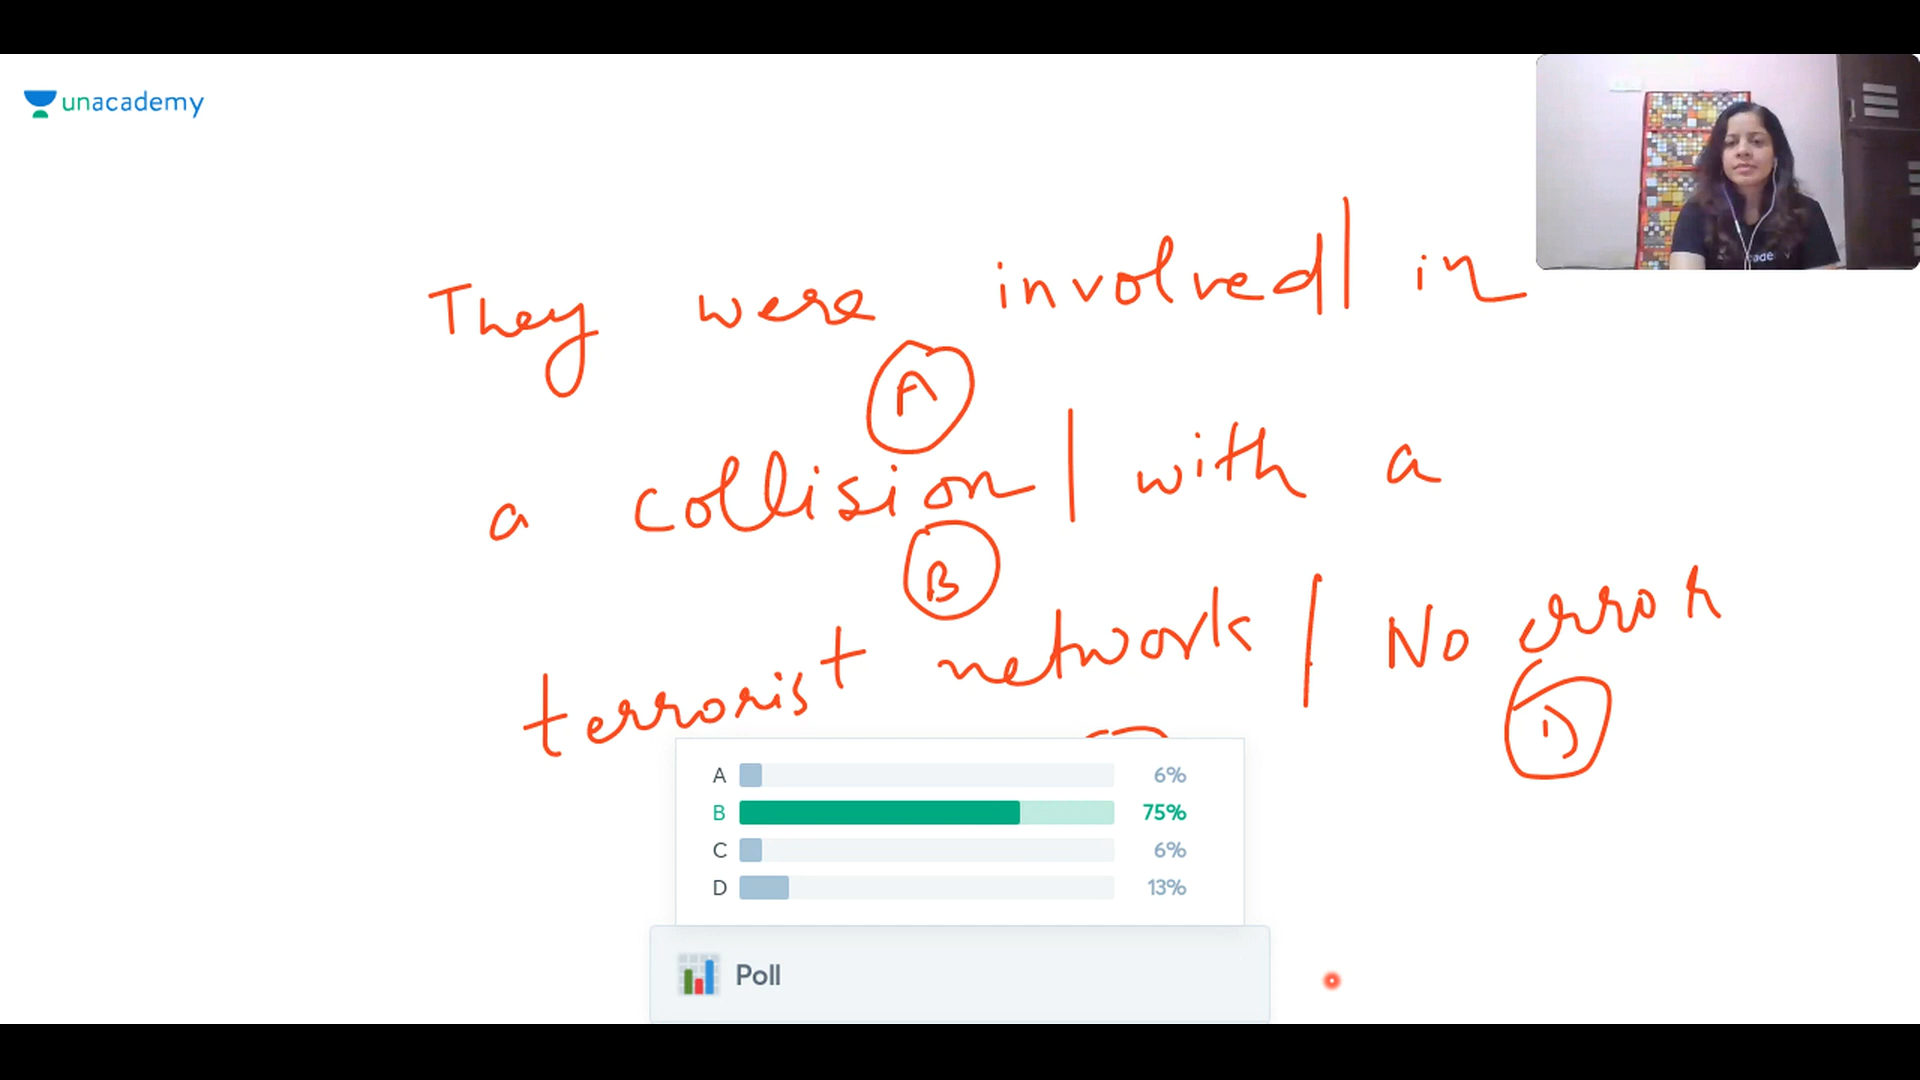 unacademy
They were involved| in
A
a collision | with a
B
terrorist network | No error
D
A 6%
B 75%
C 6%
D 13%
Poll